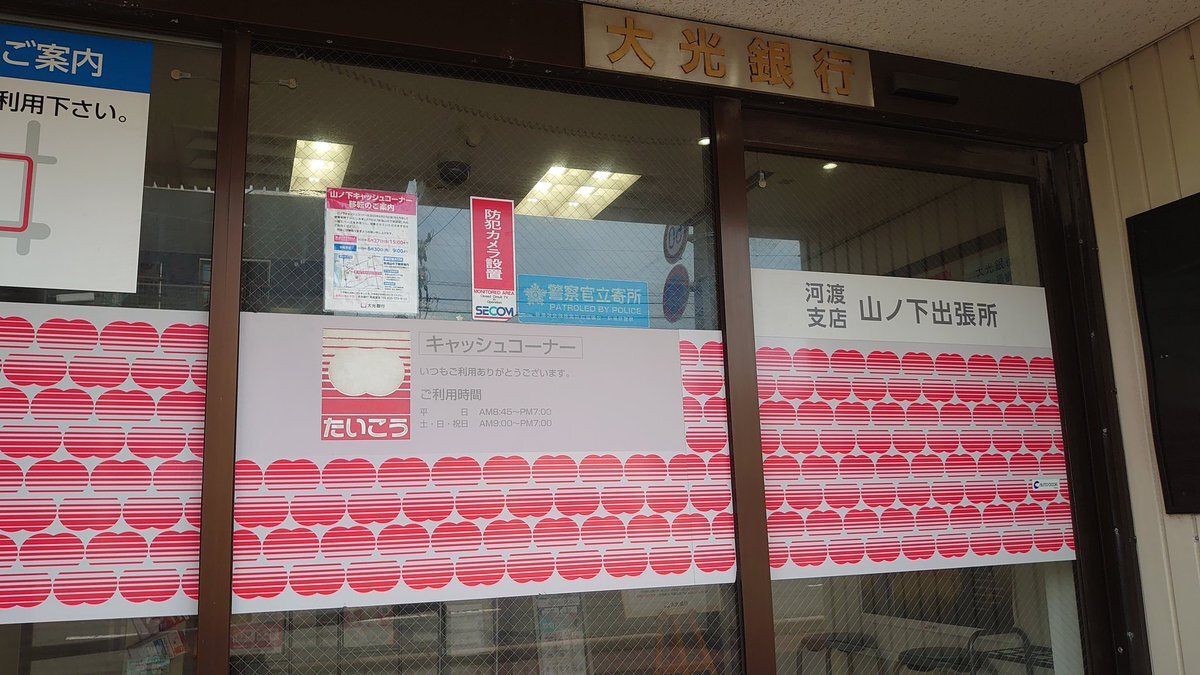 大光銀行
ご案内
利用下さい。
山ノ下キャッシュコーナー
移転のご案内
大光銀行
防犯カメラ設置
MONITORED AREA
SECOM
警察官立寄所
PATROLED BY POLICE
河渡
支店
山ノ下出張所
キャッシュコーナー
いつもご利用ありがとうございます。
ご利用時間
平 日 AM8:45～PM7:00
土・日・祝日 AM9:00～PM7:00
たいこう